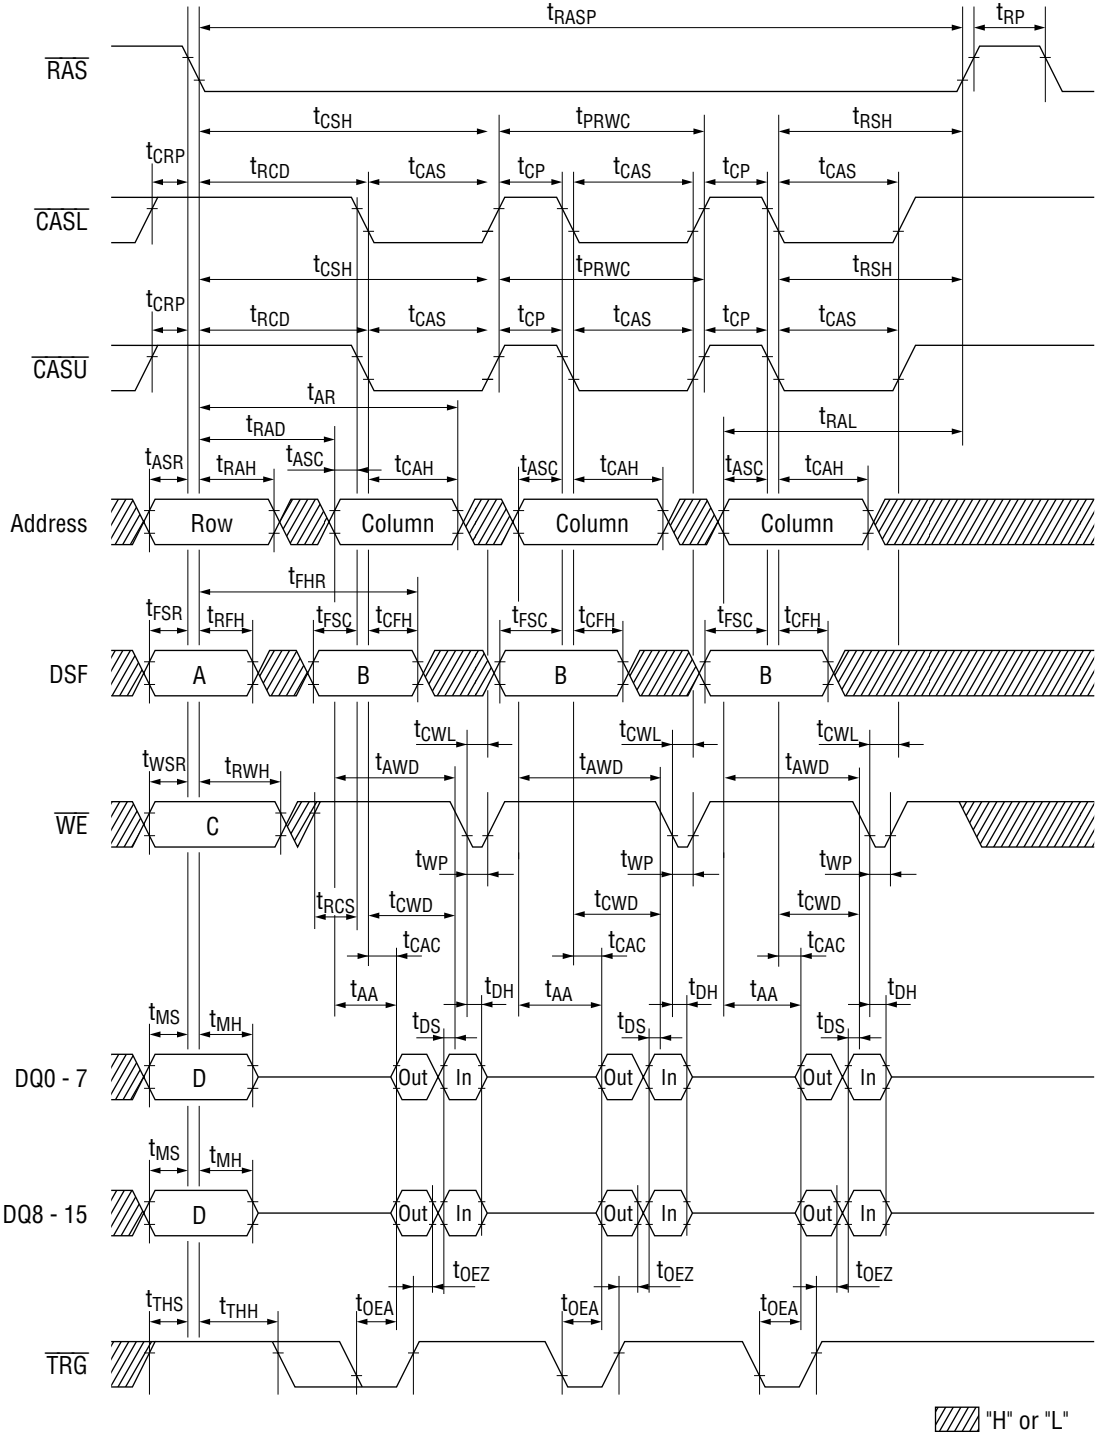 tRASP tRP
RAS
tCSH tPRWC tRSH
tCRP tRCD tCAS tCP tCAS tCP tCAS
CASL
tCSH tPRWC tRSH
tCRP tRCD tCAS tCP tCAS tCP tCAS
CASU
tAR
tRAD tRAL
tASR tRAH tASC tCAH tASC tCAH tASC tCAH
Address Row Column Column Column
tFHR
tFSR tRFH tFSC tCFH tFSC tCFH tFSC tCFH
DSF A B B B
tCWL tCWL tCWL
tWSR tRWH tAWD tAWD tAWD
WE C
tWP tWP tWP
tRCS tCWD tCWD tCWD
tCAC tCAC tCAC
tAA tDH tAA tDH tAA tDH
tMS tMH tDS tDS tDS
DQ0 - 7 D Out In Out In Out In
tMS tMH
DQ8 - 15 D Out In Out In Out In
tOEZ tOEZ tOEZ
tTHS tTHH tOEA tOEA tOEA
TRG
"H" or "L"